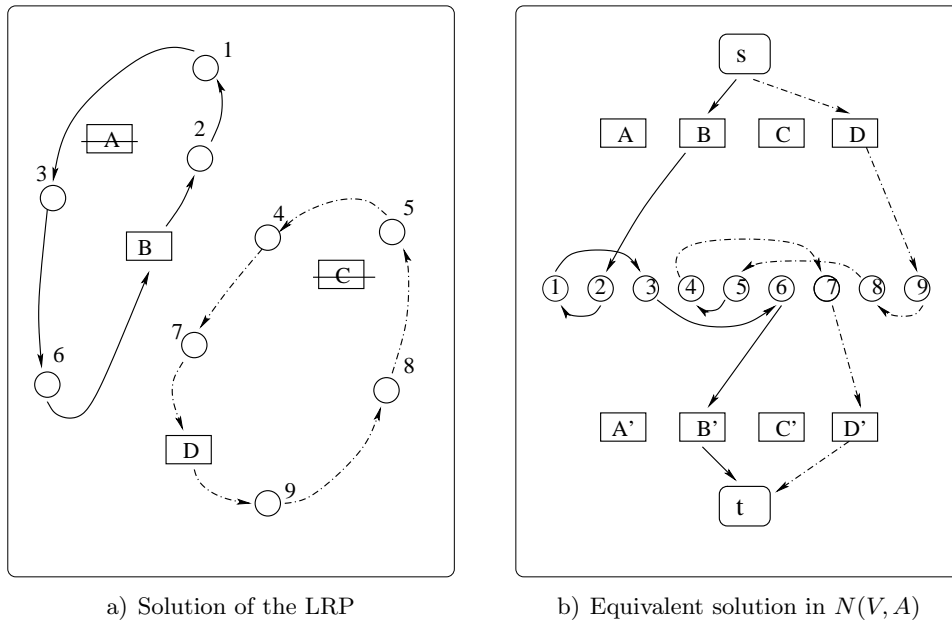 1
A
2
3
B
4
5
C
7
6
8
D
9
a) Solution of the LRP
s
A B C D
1 2 3 4 5 6 7 8 9
A' B' C' D'
t
b) Equivalent solution in N(V, A)